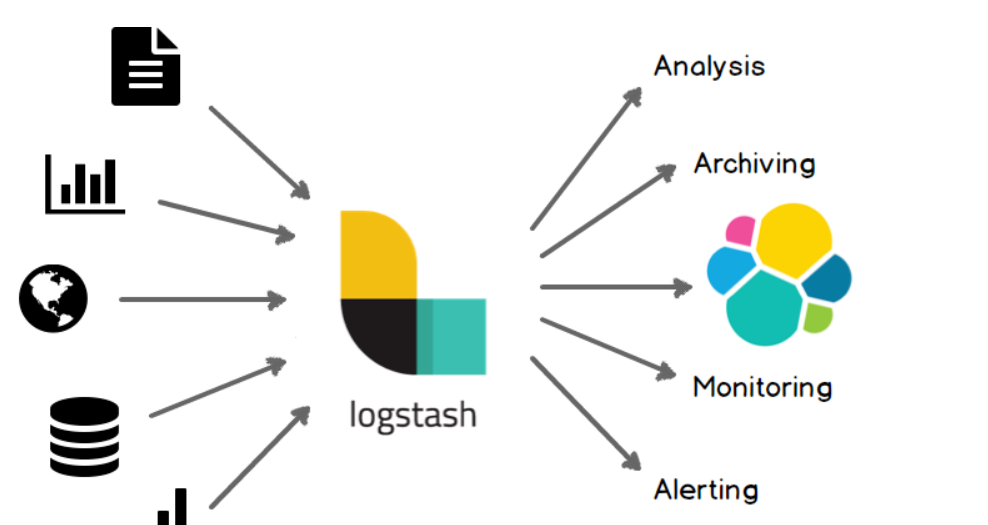 Analysis
Archiving
logstash
Monitoring
Alerting